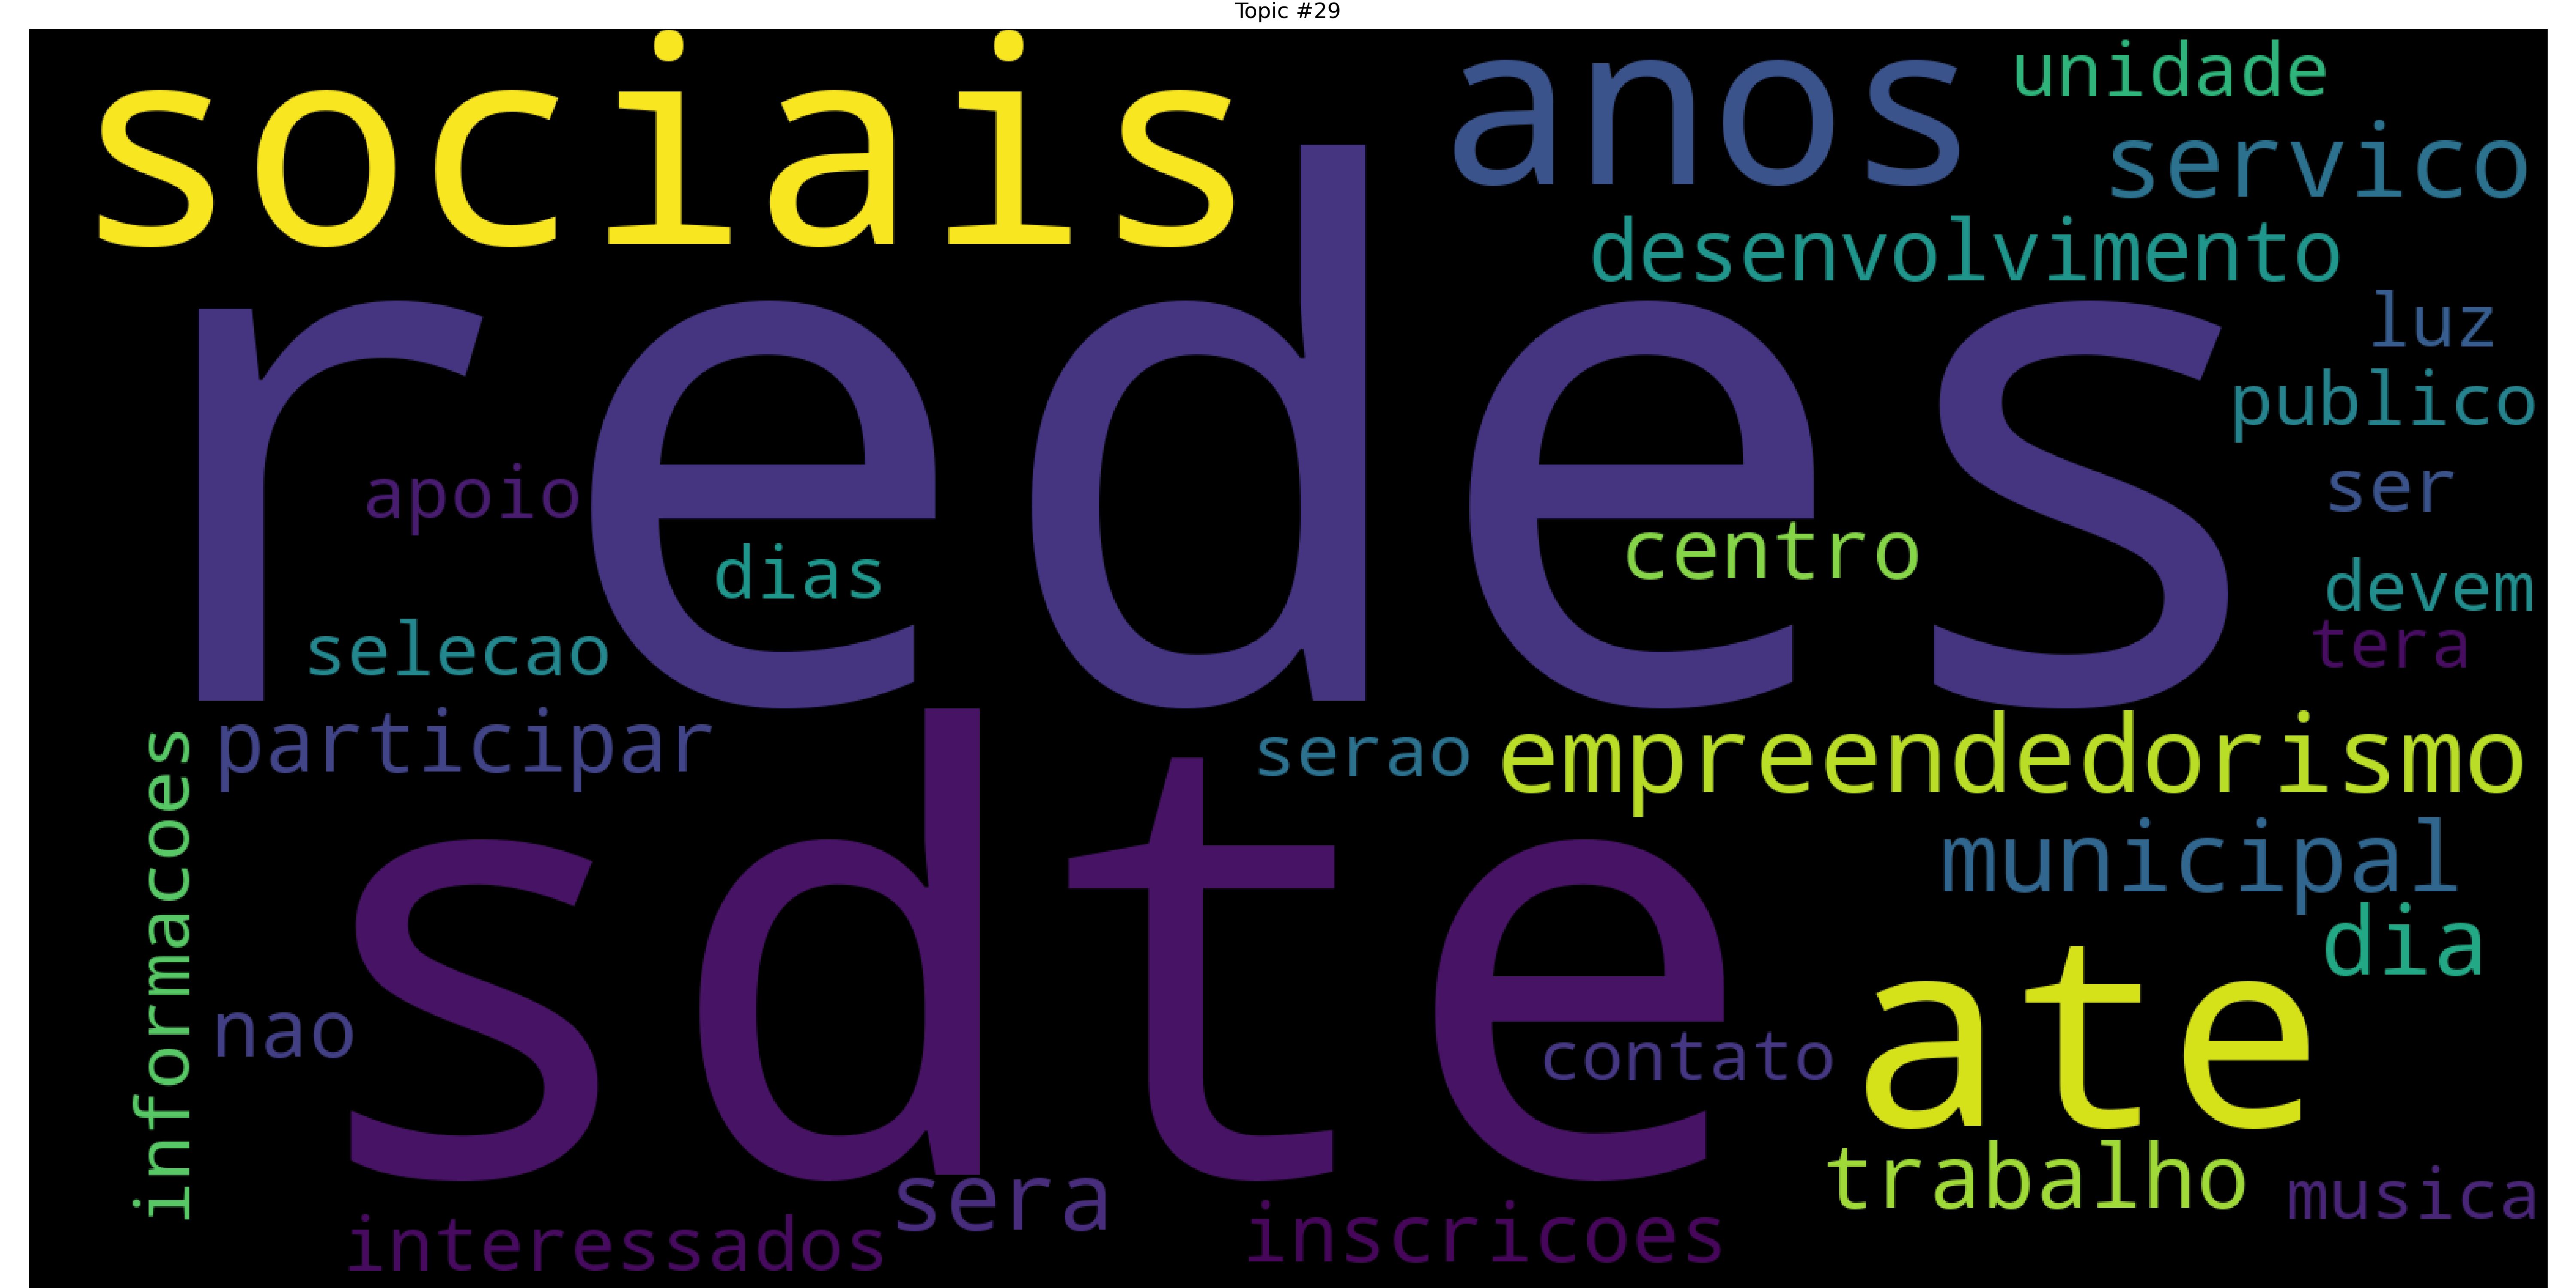 Topic #29
sociais
anos
unidade
servico
desenvolvimento
redes
luz
publico
apoio
ser
dias
centro
devem
selecao
tera
participar
serao
empreendedorismo
informacoes
sdte
municipal
dia
nao
contato
ate
sera
trabalho
musica
interessados
inscricoes